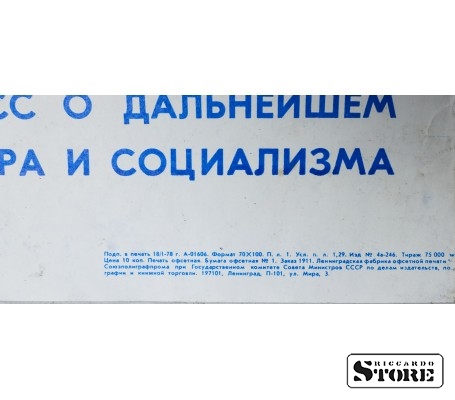 СС О ДАЛЬНЕЙШЕМ
РА И СОЦИАЛИЗМА
Подп. в печать 18/I-78 г. А-01606. Формат 70×100. П. л. 1. Усл. п. л. 1,29. Изд № 4а-246. Тираж 75 000
Цена 10 коп. Печать офсетная. Бумага офсетная № 1. Заказ 1911. Ленинградская фабрика офсетной печати
Союзполиграфпрома при Государственном комитете Совета Министров СССР по делам издательств, по-
графии и книжной торговли. 197101, Ленинград, П-101, ул. Мира, 3.
RICCARDO
STORE